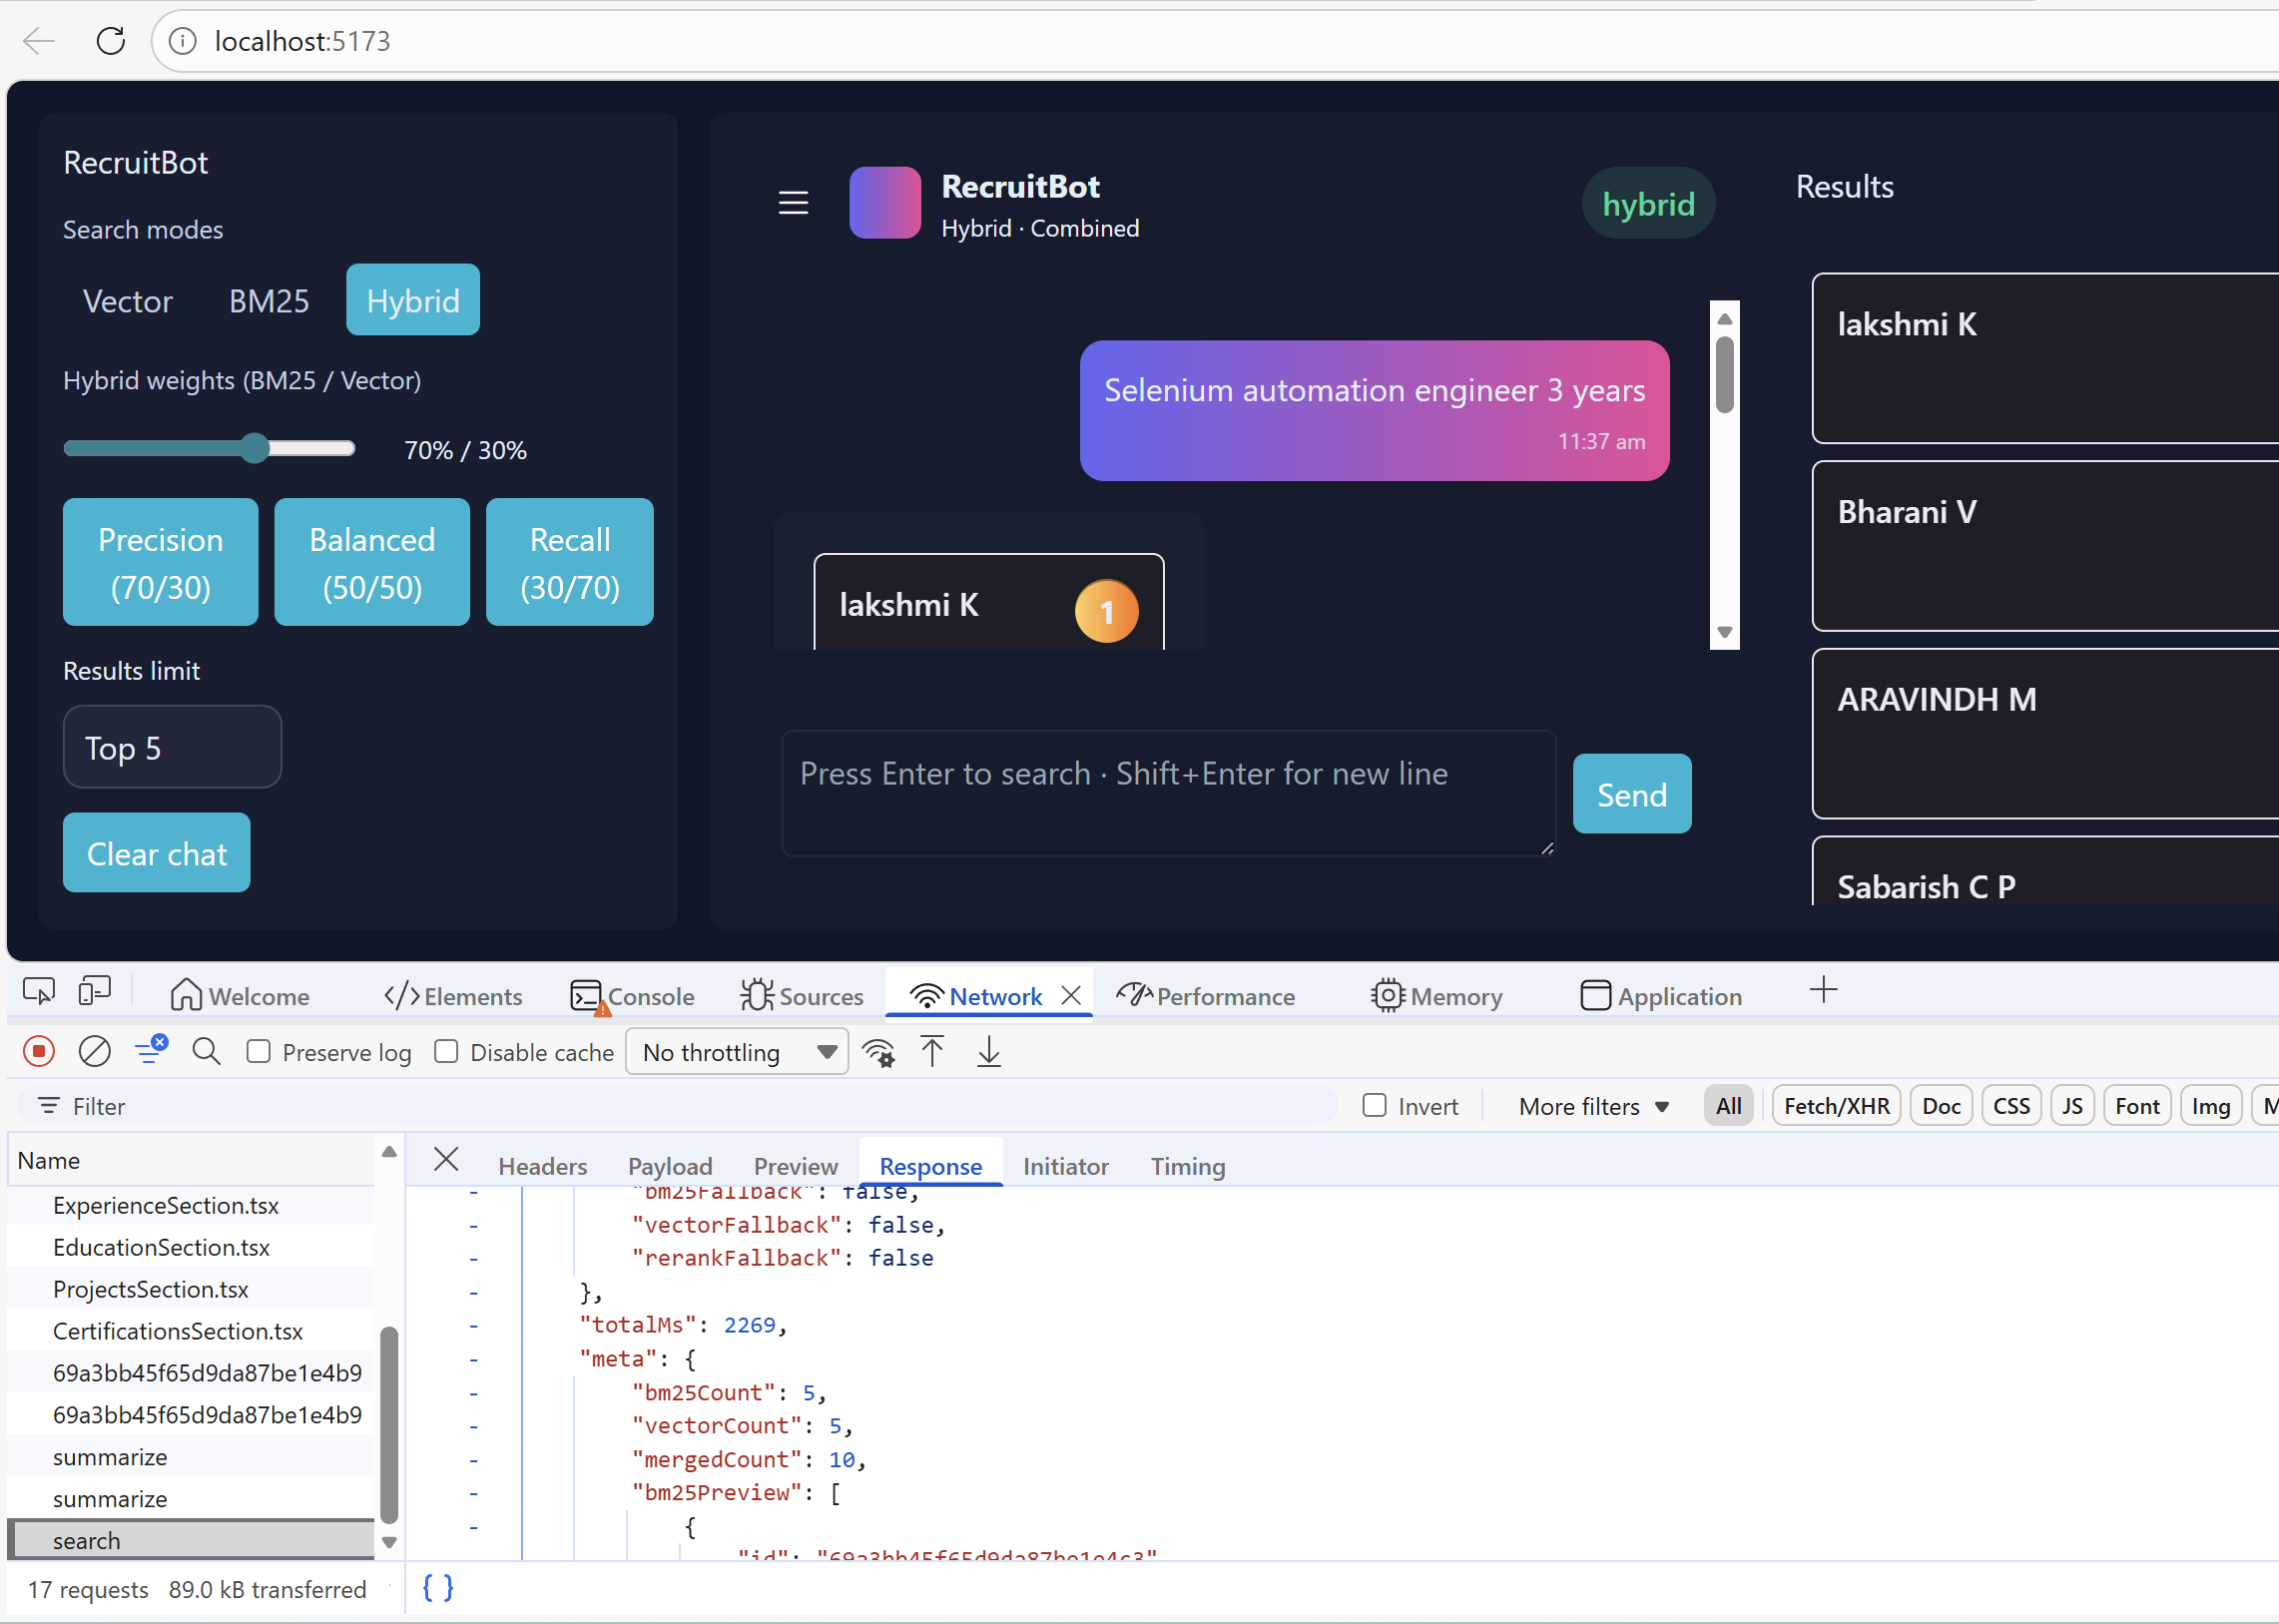 localhost:5173
RecruitBot
Search modes
Vector BM25 Hybrid
Hybrid weights (BM25 / Vector)
70% / 30%
Precision
(70/30)
Balanced
(50/50)
Recall
(30/70)
Results limit
Top 5
Clear chat
RecruitBot
Hybrid · Combined
hybrid
Selenium automation engineer 3 years
11:37 am
lakshmi K
1
Press Enter to search · Shift+Enter for new line
Send
Results
lakshmi K
Bharani V
ARAVINDH M
Sabarish C P
Welcome Elements Console Sources Network Performance Memory Application
Preserve log Disable cache No throttling
Filter Invert More filters All Fetch/XHR Doc CSS JS Font Img
Name
ExperienceSection.tsx
EducationSection.tsx
ProjectsSection.tsx
CertificationsSection.tsx
69a3bb45f65d9da87be1e4b9
69a3bb45f65d9da87be1e4b9
summarize
summarize
search
17 requests 89.0 kB transferred
Headers Payload Preview Response Initiator Timing
- "bm25Fallback": false,
- "vectorFallback": false,
- "rerankFallback": false
- },
- "totalMs": 2269,
- "meta": {
- "bm25Count": 5,
- "vectorCount": 5,
- "mergedCount": 10,
- "bm25Preview": [
- {
"id": "69a3bb45f65d9da87be1e4c3"
{ }